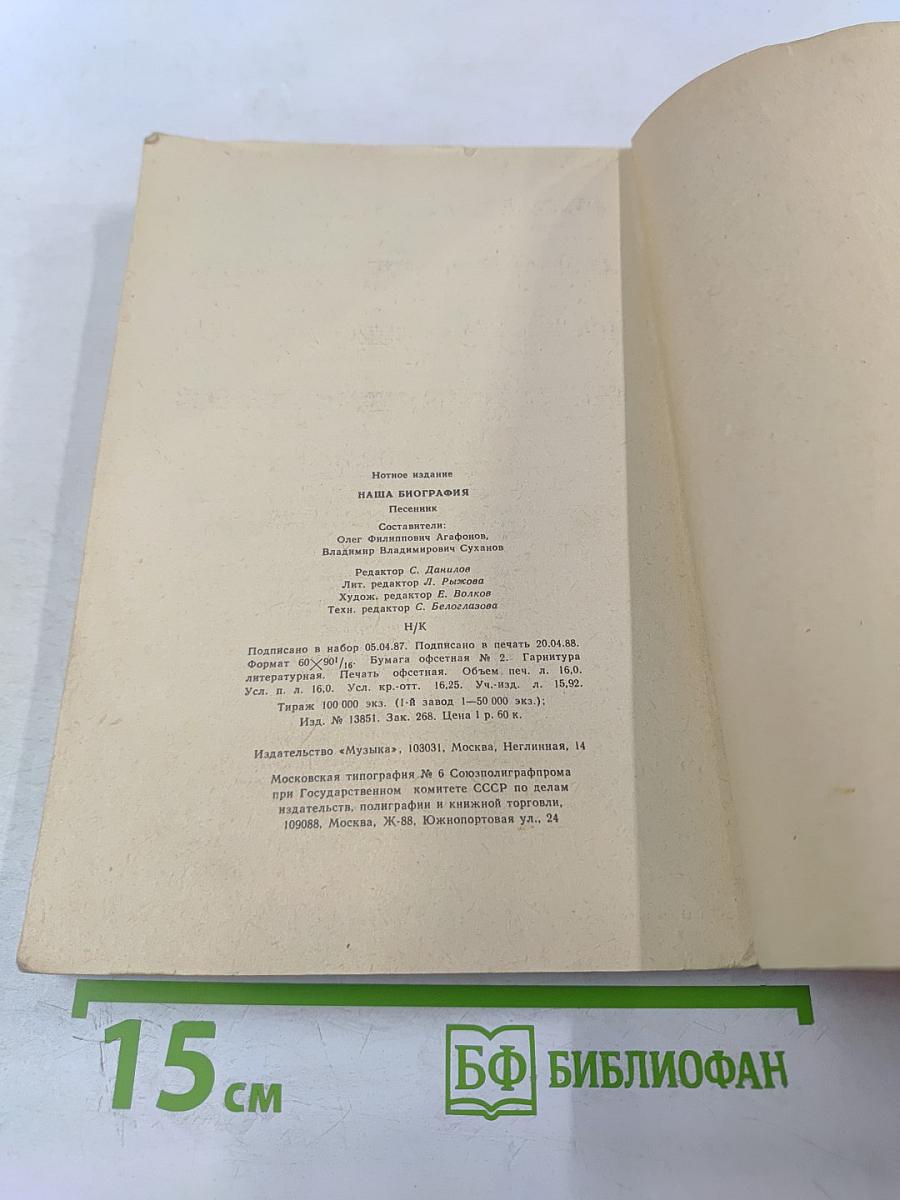 Нотное издание
НАША БИОГРАФИЯ
Песенник
Составители:
Олег Филиппович Агафонов,
Владимир Владимирович Суханов
Редактор С. Данилов
Лит. редактор Л. Рыжова
Худож. редактор Е. Волков
Техн. редактор С. Белоглазова
Н/К
Подписано в набор 05.04.87. Подписано в печать 20.04.88.
Формат 60×90¹/₁₆. Бумага офсетная № 2. Гарнитура
литературная. Печать офсетная. Объем печ. л. 16,0.
Усл. п. л. 16,0. Усл. кр.-отт. 16,25. Уч.-изд. л. 15,92.
Тираж 100 000 экз. (1-й завод 1—50 000 экз.);
Изд. № 13851. Зак. 268. Цена 1 р. 60 к.
Издательство «Музыка», 103031, Москва, Неглинная, 14
Московская типография № 6 Союзполиграфпрома
при Государственном комитете СССР по делам
издательств, полиграфии и книжной торговли,
109088, Москва, Ж-88, Южнопортовая ул., 24
15 см
БФ БИБЛИОФАН